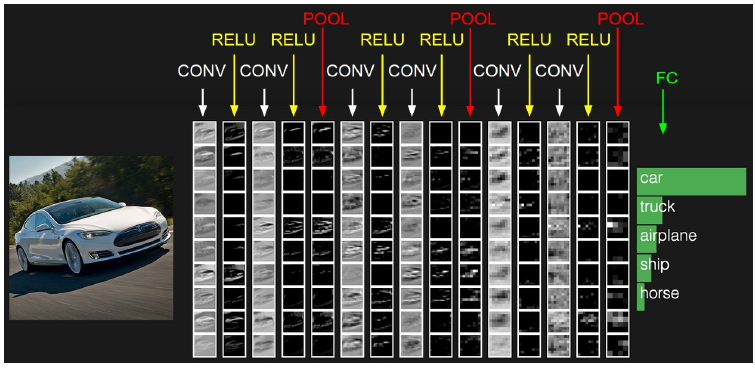 POOL POOL POOL
RELU RELU RELU RELU RELU RELU
CONV CONV CONV CONV CONV CONV
FC
car
truck
airplane
ship
horse